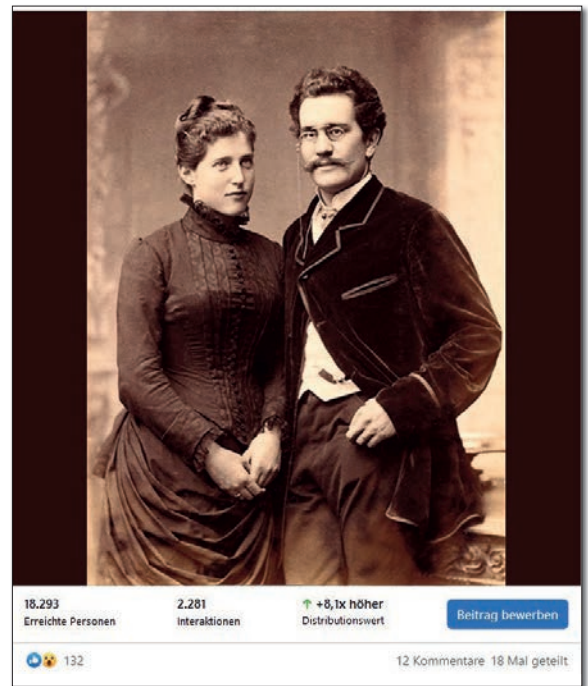 18.293 2.281 +8,1x höher Beitrag bewerben
Erreichte Personen Interaktionen Distributionswert
132 12 Kommentare 18 Mal geteilt